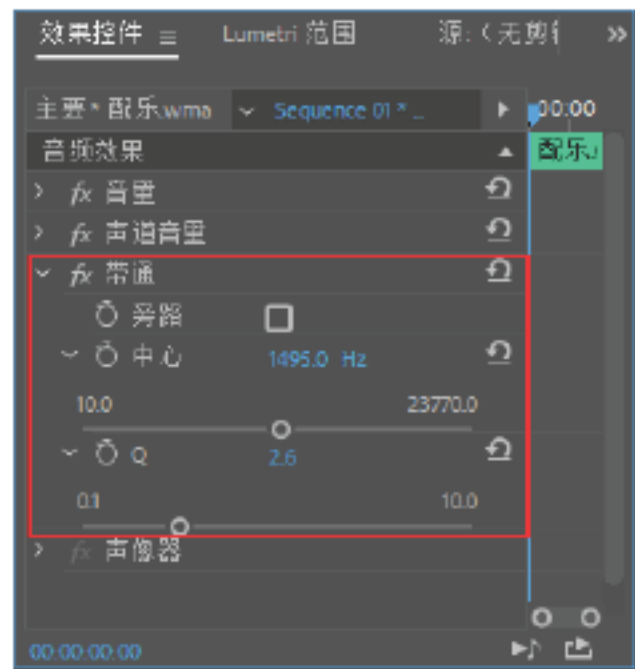 效果控件 ≡ Lumetri 范围 源:（无剪辑 »
主要*配乐.wma Sequence 01 * ... 00:00
音频效果 配乐.
fx 音量
fx 声道音量
fx 带通
旁路
中心 1495.0 Hz
10.0 23770.0
Q 2.6
0.1 10.0
fx 声像器
00:00:00:00